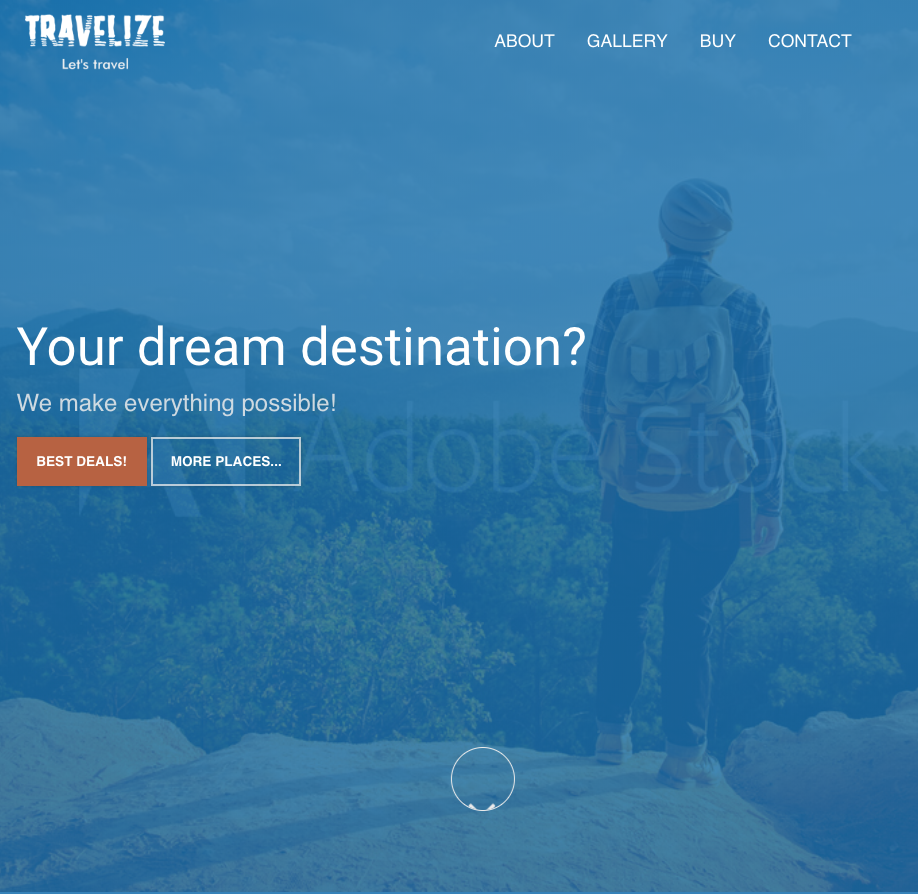 TRAVELIZE
Let's travel
ABOUT GALLERY BUY CONTACT
Your dream destination?
We make everything possible!
BEST DEALS! MORE PLACES...
Adobe Stock